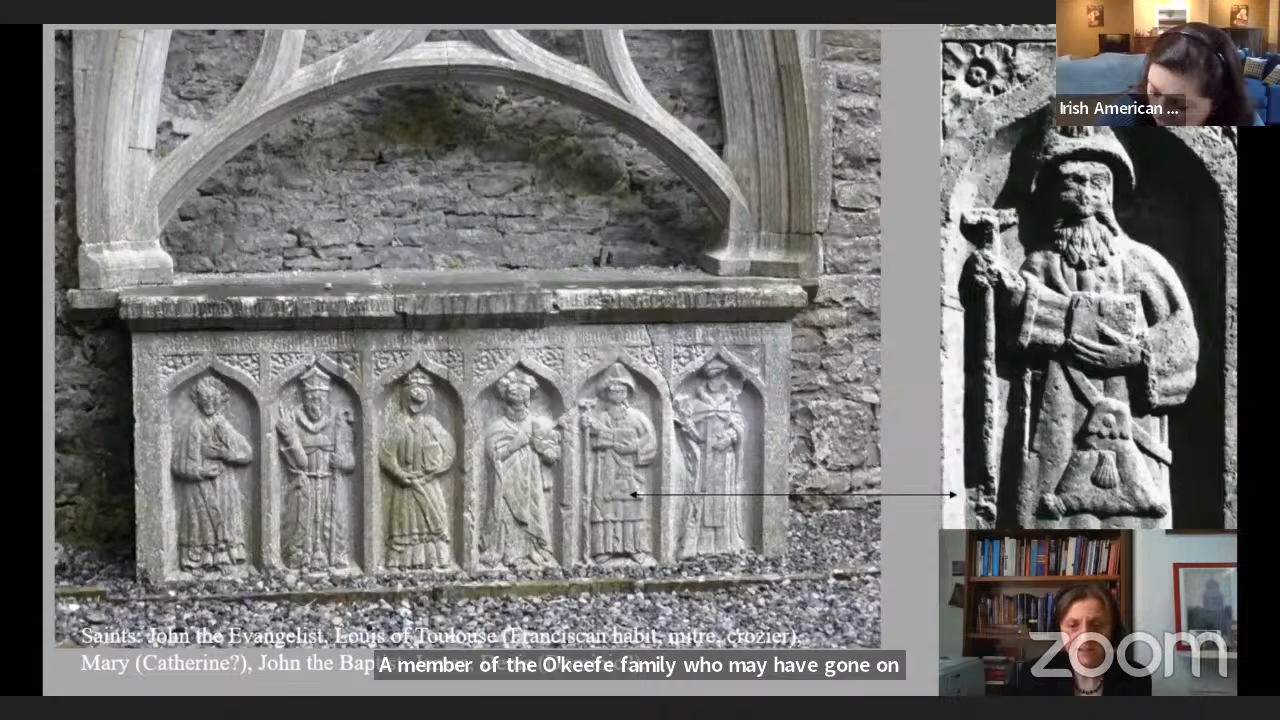 Irish American ...
Saints: John the Evangelist, Louis of Toulouse (Franciscan habit, mitre, crozier),
Mary (Catherine?), John the Bap
A member of the O'keefe family who may have gone on
zoom